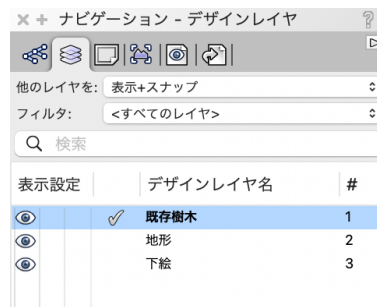 ナビゲーション - デザインレイヤ
他のレイヤを: 表示+スナップ
フィルタ: <すべてのレイヤ>
検索
表示設定 デザインレイヤ名 #
既存樹木 1
地形 2
下絵 3